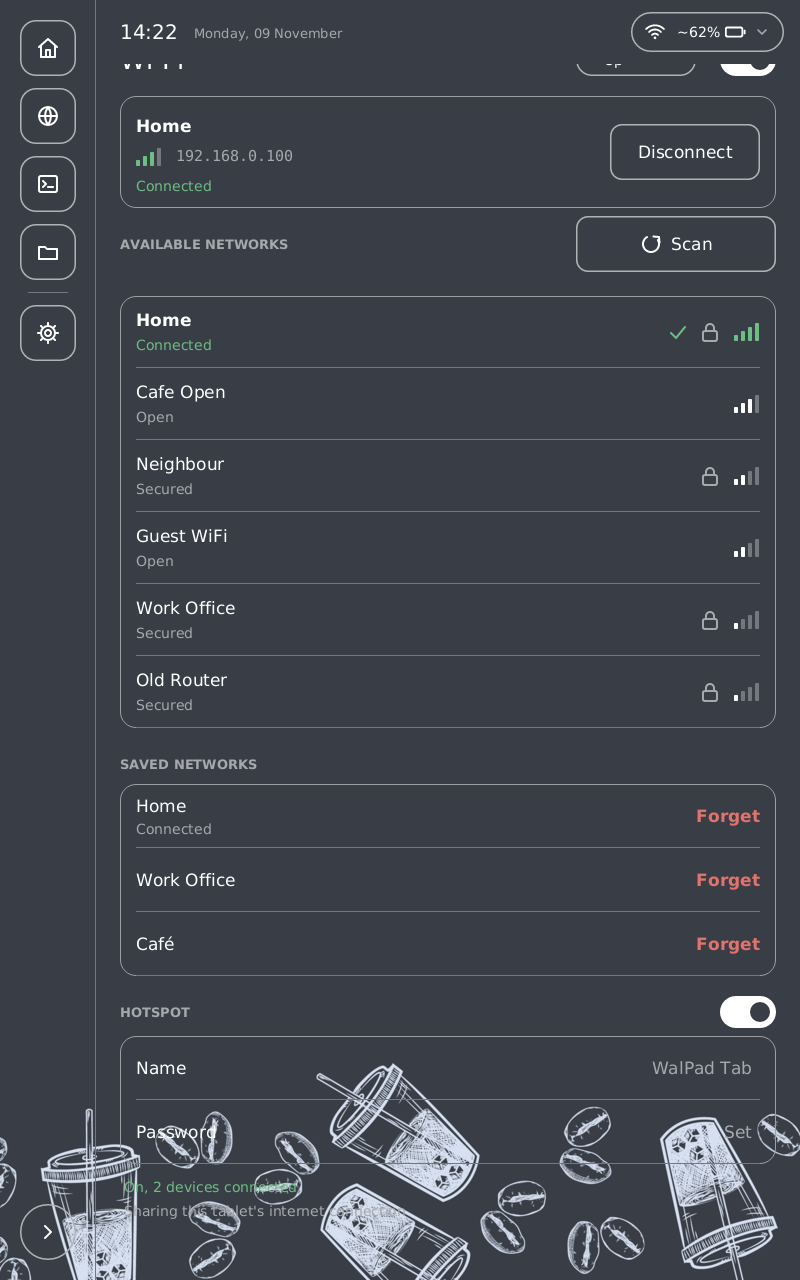 14:22 Monday, 09 November ~62%
Home
192.168.0.100
Connected
Disconnect
AVAILABLE NETWORKS
Scan
Home
Connected
Cafe Open
Open
Neighbour
Secured
Guest WiFi
Open
Work Office
Secured
Old Router
Secured
SAVED NETWORKS
Home
Connected
Forget
Work Office
Forget
Café
Forget
HOTSPOT
Name WalPad Tab
Password Set
On, 2 devices connected
Sharing this tablet's internet connection